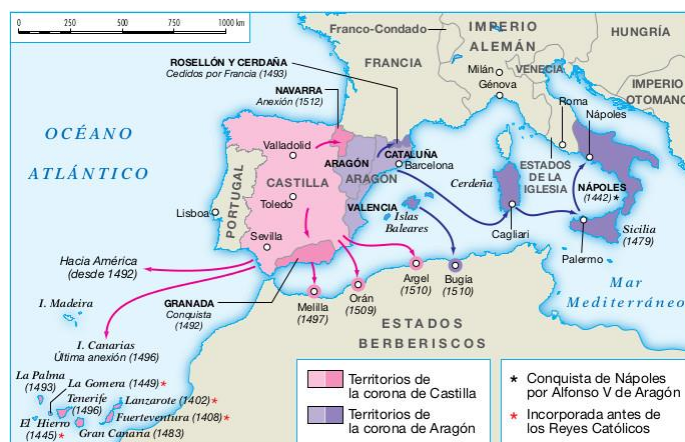 0 250 500 750 1000 km
Franco-Condado
IMPERIO
ALEMÁN
HUNGRÍA
ROSELLÓN Y CERDAÑA
Cedidos por Francia (1493)
FRANCIA
Milán
Génova
VENECIA
IMPERIO
OTOMANO
NAVARRA
Anexión (1512)
Roma
Nápoles
OCÉANO
ATLÁNTICO
Valladolid
ARAGÓN
CATALUÑA
Barcelona
ARAGÓN
ESTADOS
DE LA
IGLESIA
PORTUGAL
CASTILLA
Cerdeña
NÁPOLES
(1442) *
Toledo
VALENCIA
Islas
Baleares
Lisboa
Sevilla
Cagliari
Sicilia
(1479)
Palermo
Hacia América
(desde 1492)
GRANADA
Conquista
(1492)
Melilla
(1497)
Orán
(1509)
Argel
(1510)
Bugía
(1510)
Mar
Mediterráneo
I. Madeira
I. Canarias
Última anexión (1496)
ESTADOS
BERBERISCOS
La Palma
(1493)
La Gomera (1449) *
Tenerife
(1496)
Lanzarote (1402) *
Fuerteventura (1408) *
El Hierro
(1445) *
Gran Canaria (1483)
Territorios de
la corona de Castilla
Territorios de
la corona de Aragón
* Conquista de Nápoles
por Alfonso V de Aragón
* Incorporada antes de
los Reyes Católicos